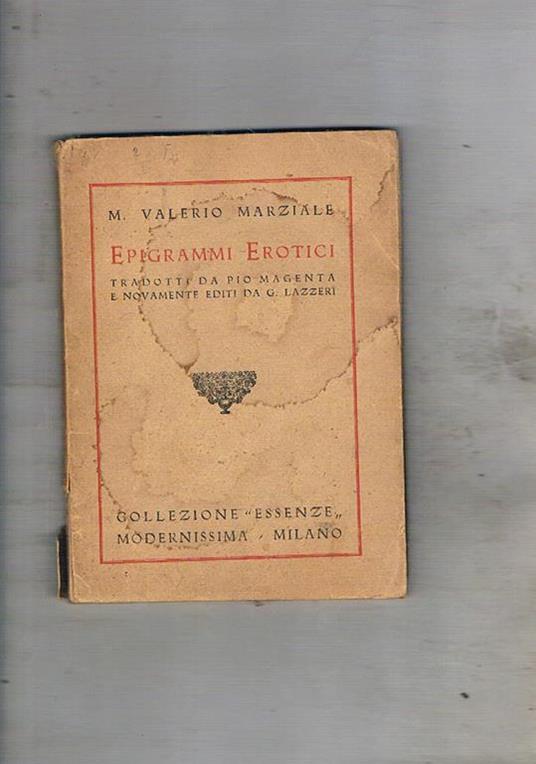 M. VALERIO MARZIALE
EPIGRAMMI EROTICI
TRADOTTI DA PIO MAGENTA
E NOVAMENTE EDITI DA G. LAZZERI
COLLEZIONE “ESSENZE„
MODERNISSIMA - MILANO